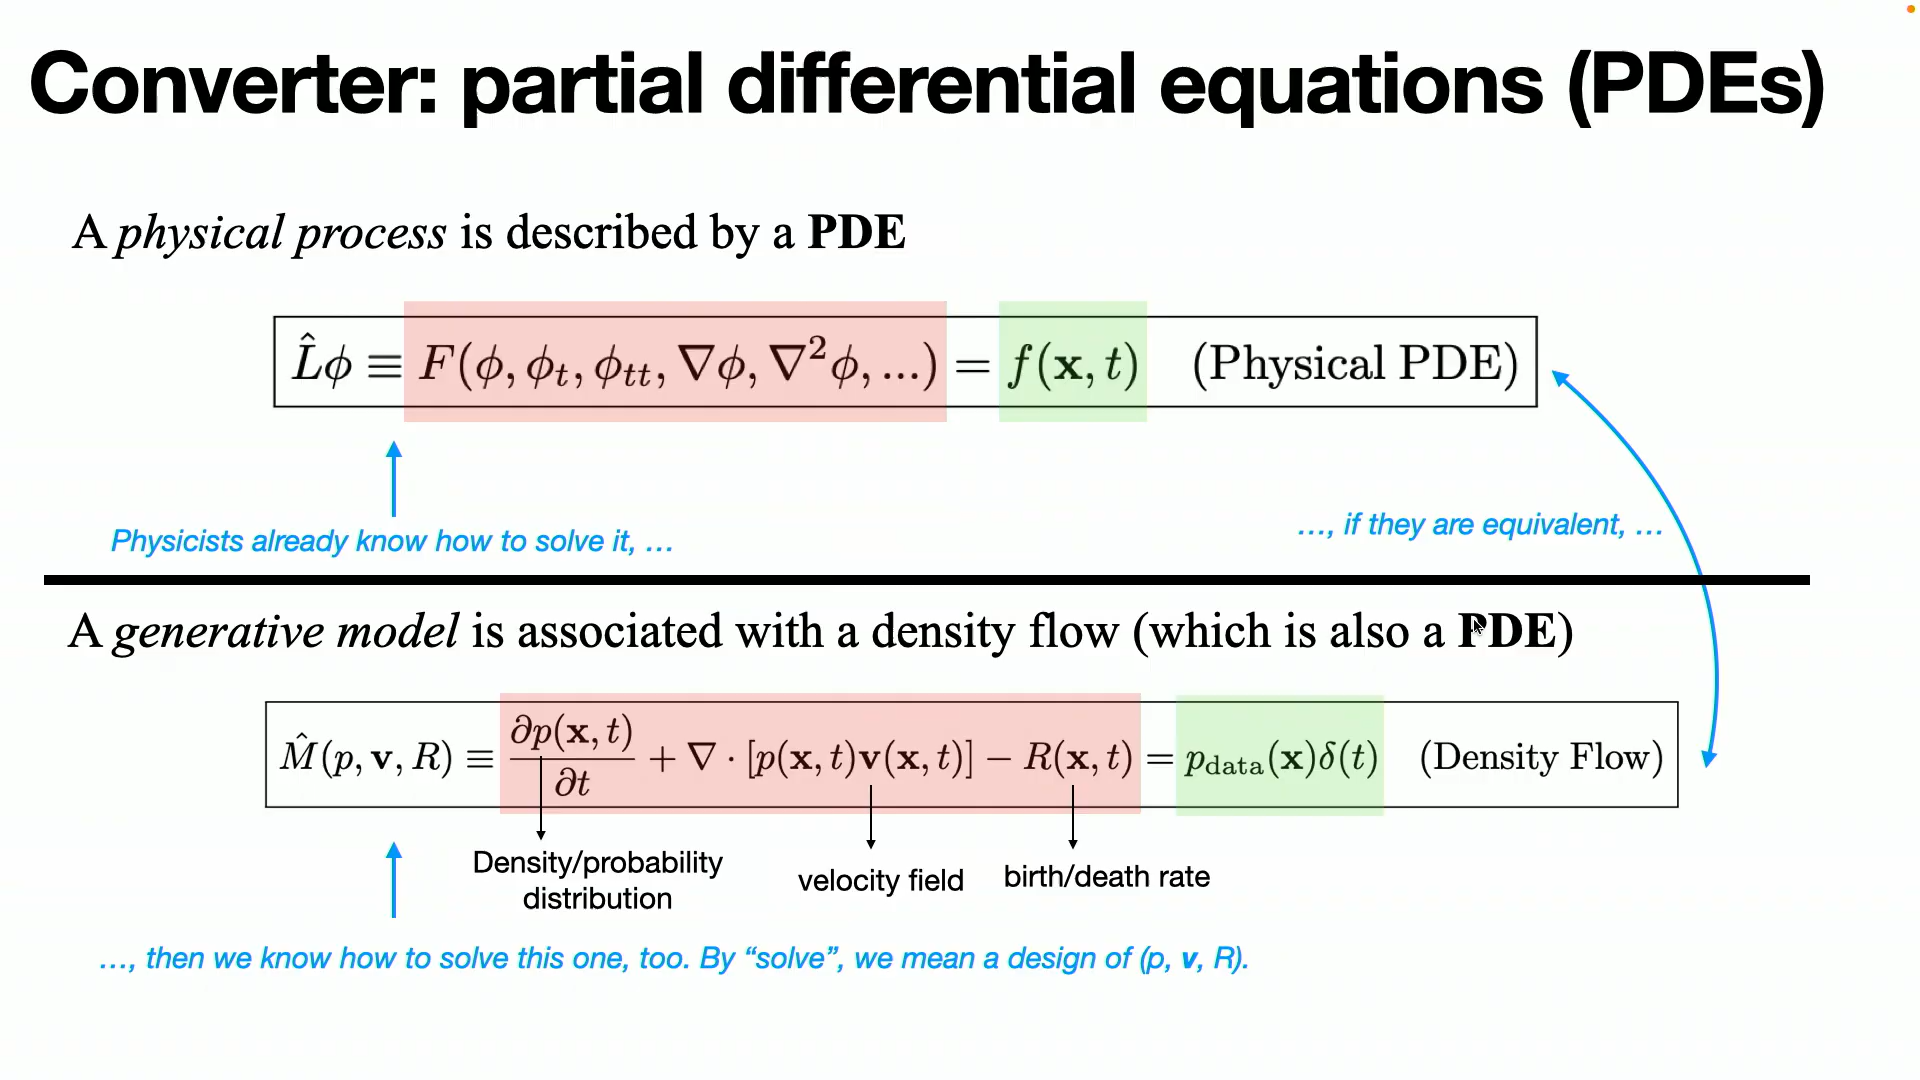 Converter: partial differential equations (PDEs)
A physical process is described by a PDE
L̂ϕ ≡ F(ϕ, ϕ_t, ϕ_tt, ∇ϕ, ∇²ϕ, ...) = f(x, t) (Physical PDE)
Physicists already know how to solve it, …
…, if they are equivalent, …
A generative model is associated with a density flow (which is also a PDE)
M̂(p, v, R) ≡ ∂p(x, t)/∂t + ∇ · [p(x, t)v(x, t)] − R(x, t) = p_data(x)δ(t) (Density Flow)
Density/probability
distribution
velocity field
birth/death rate
…, then we know how to solve this one, too. By “solve”, we mean a design of (p, v, R).